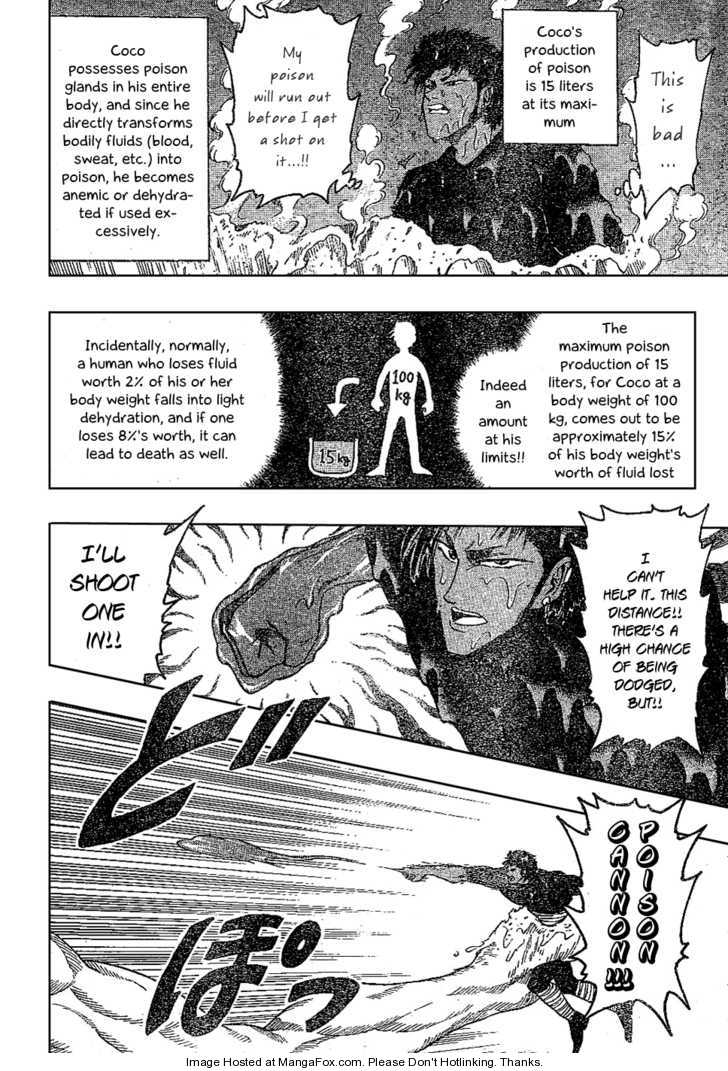 This
is
bad
...
Coco's
production
of poison
is 15 liters
at its maxi-
mum
My
poison
will run out
before I get
a shot on
it...!!
Coco
possesses poison
glands in his entire
body, and since he
directly transforms
bodily fluids (blood,
sweat, etc.) into
poison, he becomes
anemic or dehydra-
ted if used ex-
cessively.
The
maximum poison
production of 15
liters, for Coco at a
body weight of 100
kg, comes out to be
approximately 15%
of his body weight's
worth of fluid lost
Indeed
an
amount
at his
limits!!
100
kg
15 kg
Incidentally, normally,
a human who loses fluid
worth 2% of his or her
body weight falls into light
dehydration, and if one
loses 8%'s worth, it can
lead to death as well.
I
CAN'T
HELP IT. THIS
DISTANCE!!
THERE'S A
HIGH CHANCE
OF BEING
DODGED,
BUT!!
I'LL
SHOOT
ONE
IN!!
POISON
CANNON!!!
ドぽっ
Image Hosted at MangaFox.com. Please Don't Hotlinking. Thanks.